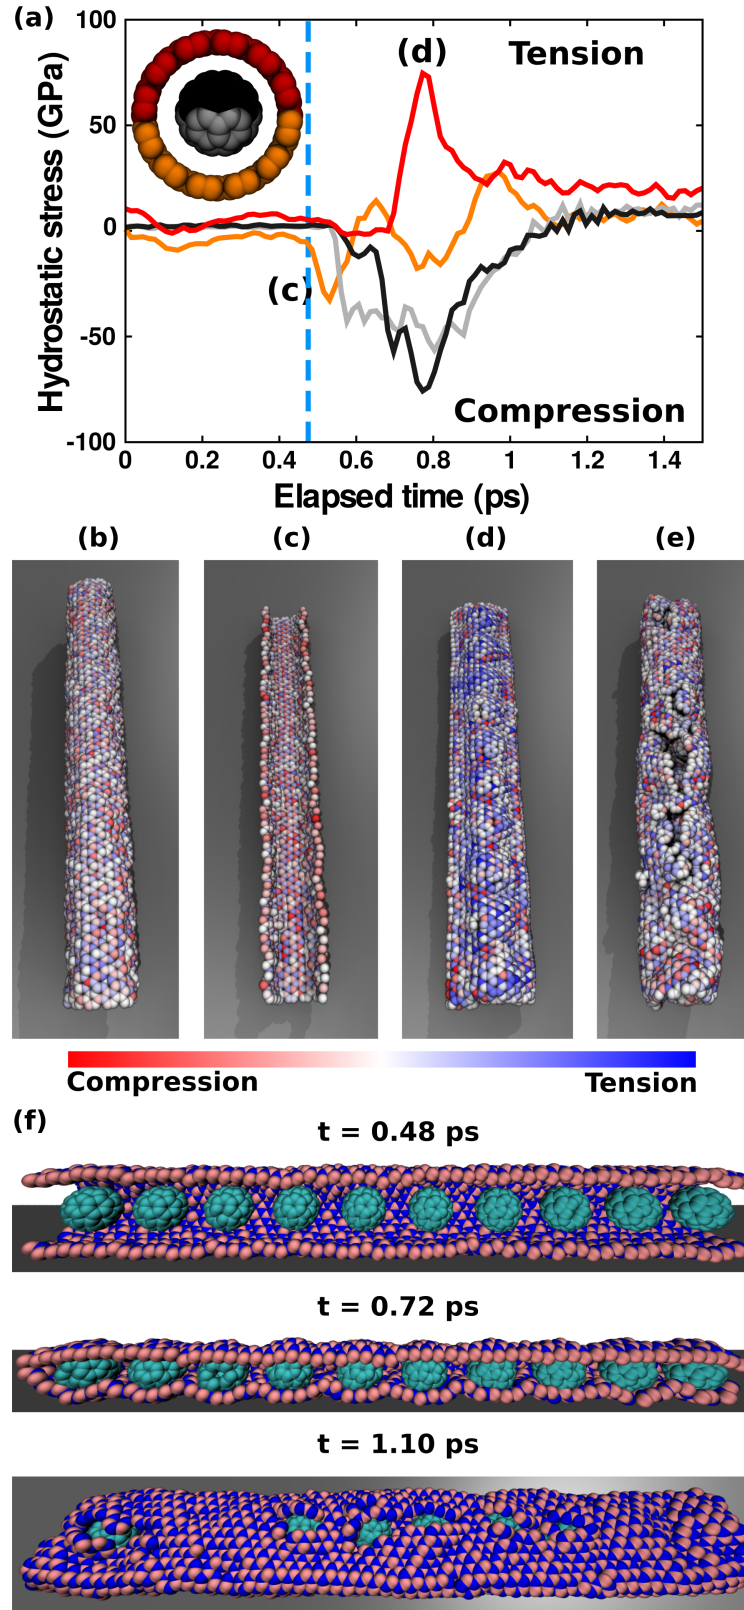 (a)
100
50
0
-50
-100
Hydrostatic stress (GPa)
(d)
Tension
(c)
Compression
0 0.2 0.4 0.6 0.8 1 1.2 1.4
Elapsed time (ps)
(b) (c) (d) (e)
Compression Tension
(f)
t = 0.48 ps
t = 0.72 ps
t = 1.10 ps